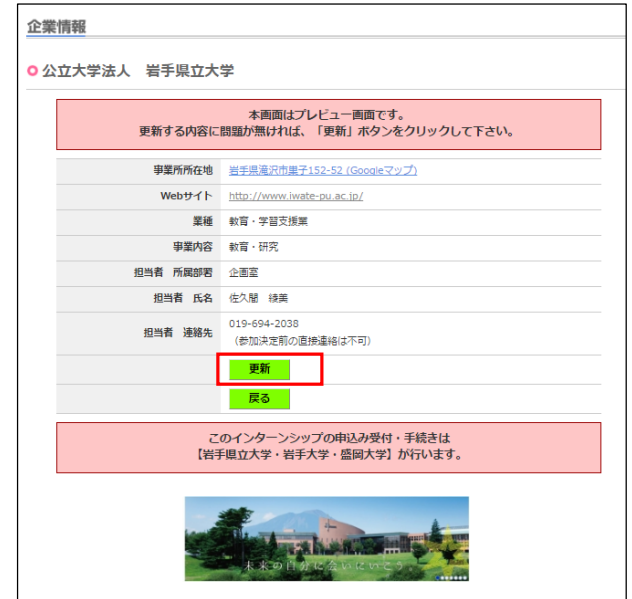 企業情報
公立大学法人　岩手県立大学
本画面はプレビュー画面です。
更新する内容に問題が無ければ、「更新」ボタンをクリックして下さい。
事業所所在地 岩手県滝沢市里子152-52 (Googleマップ)
Webサイト http://www.iwate-pu.ac.jp/
業種 教育・学習支援業
事業内容 教育・研究
担当者　所属部署 企画室
担当者　氏名 佐久間　綾美
担当者　連絡先 019-694-2038
（参加決定前の直接連絡は不可）
更新
戻る
このインターンシップの申込み受付・手続きは
【岩手県立大学・岩手大学・盛岡大学】が行います。
未来の自分に会いにいこう